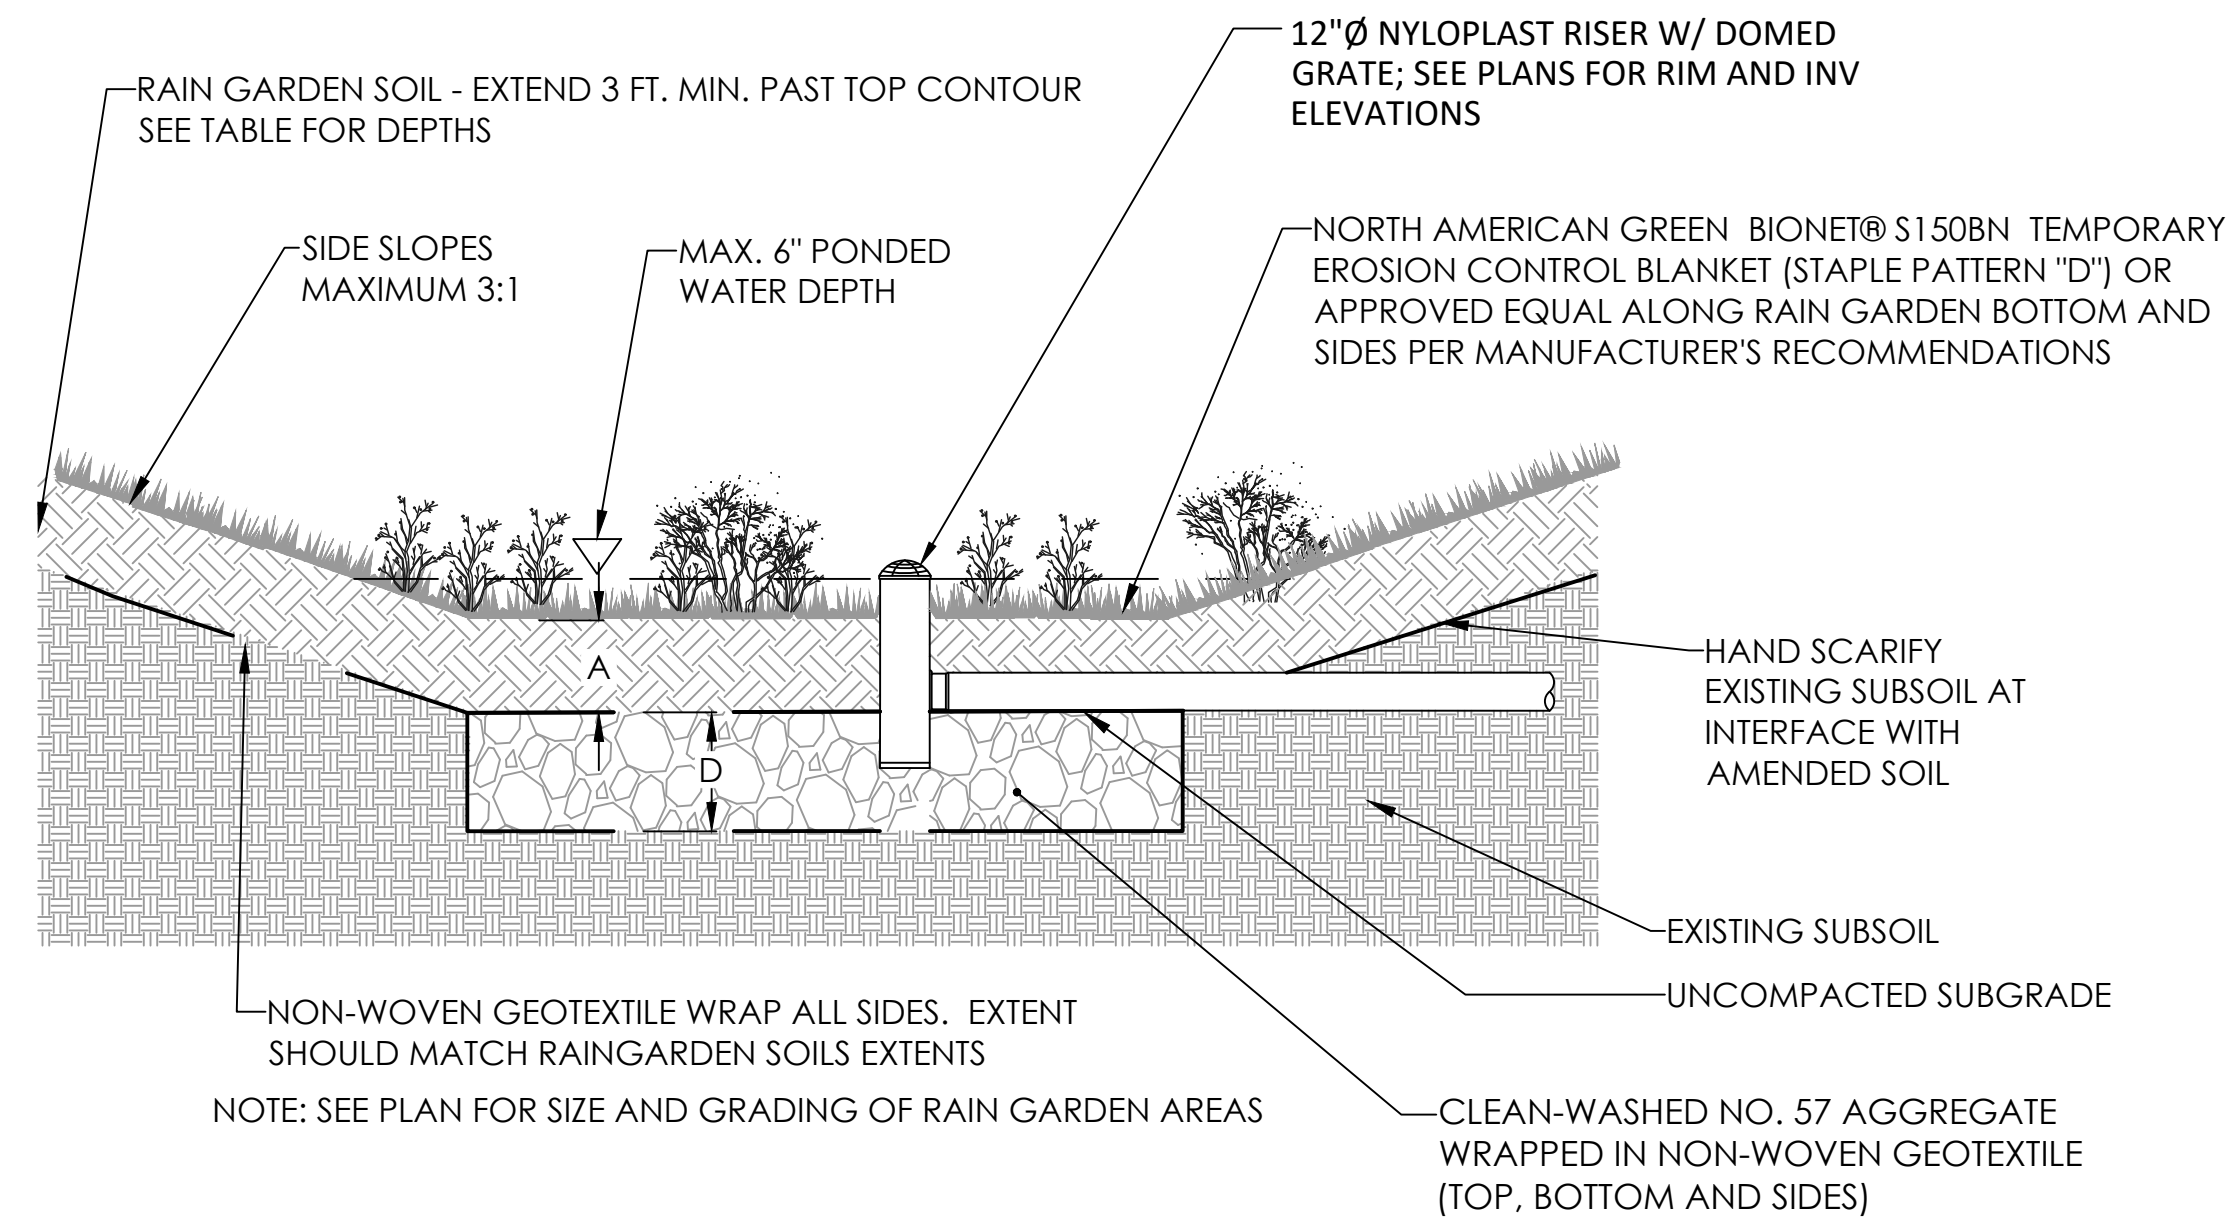 12"Ø NYLOPLAST RISER W/ DOMED
GRATE; SEE PLANS FOR RIM AND INV
ELEVATIONS
RAIN GARDEN SOIL - EXTEND 3 FT. MIN. PAST TOP CONTOUR
SEE TABLE FOR DEPTHS
SIDE SLOPES
MAXIMUM 3:1
MAX. 6" PONDED
WATER DEPTH
NORTH AMERICAN GREEN BIONET® S150BN TEMPORARY
EROSION CONTROL BLANKET (STAPLE PATTERN "D") OR
APPROVED EQUAL ALONG RAIN GARDEN BOTTOM AND
SIDES PER MANUFACTURER'S RECOMMENDATIONS
A
D
HAND SCARIFY
EXISTING SUBSOIL AT
INTERFACE WITH
AMENDED SOIL
EXISTING SUBSOIL
UNCOMPACTED SUBGRADE
NON-WOVEN GEOTEXTILE WRAP ALL SIDES. EXTENT
SHOULD MATCH RAINGARDEN SOILS EXTENTS
NOTE: SEE PLAN FOR SIZE AND GRADING OF RAIN GARDEN AREAS
CLEAN-WASHED NO. 57 AGGREGATE
WRAPPED IN NON-WOVEN GEOTEXTILE
(TOP, BOTTOM AND SIDES)